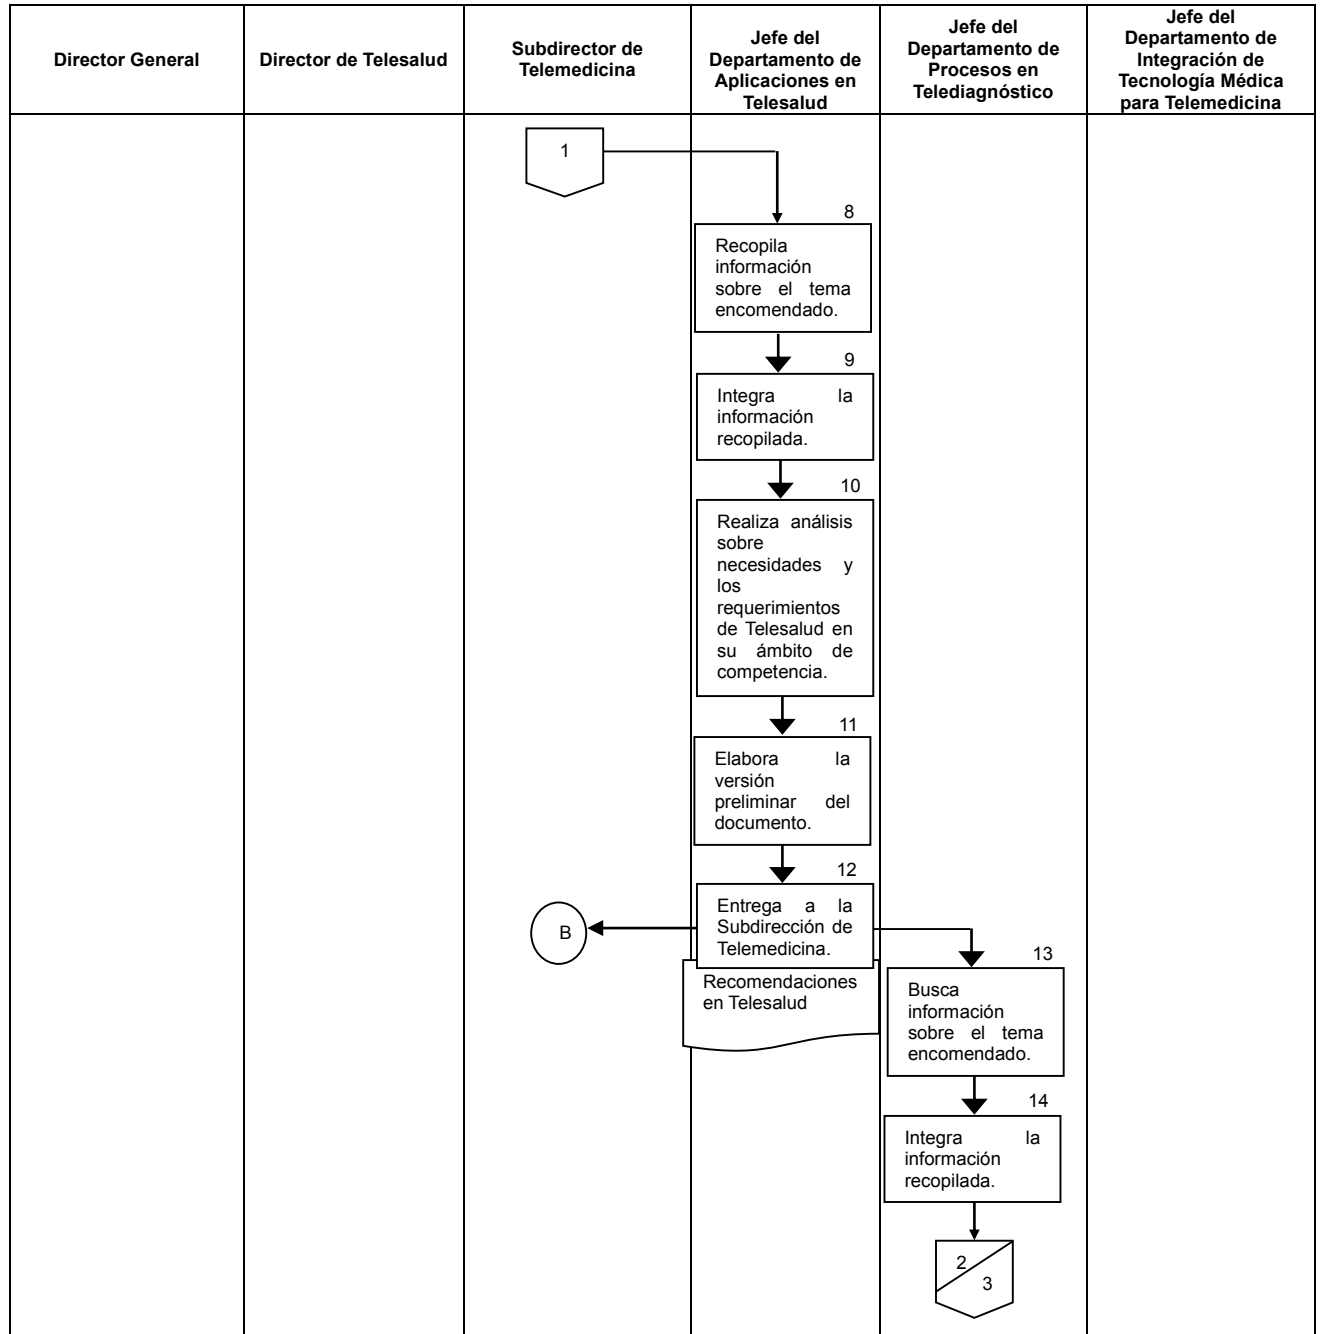 Director General
Director de Telesalud
Subdirector de
Telemedicina
Jefe del
Departamento de
Aplicaciones en
Telesalud
Jefe del
Departamento de
Procesos en
Telediagnóstico
Jefe del
Departamento de
Integración de
Tecnología Médica
para Telemedicina
1
8
Recopila
información
sobre el tema
encomendado.
9
Integra la
información
recopilada.
10
Realiza análisis
sobre
necesidades y
los
requerimientos
de Telesalud en
su ámbito de
competencia.
11
Elabora la
versión
preliminar del
documento.
12
Entrega a la
Subdirección de
Telemedicina.
B
Recomendaciones
en Telesalud
13
Busca
información
sobre el tema
encomendado.
14
Integra la
información
recopilada.
2
3